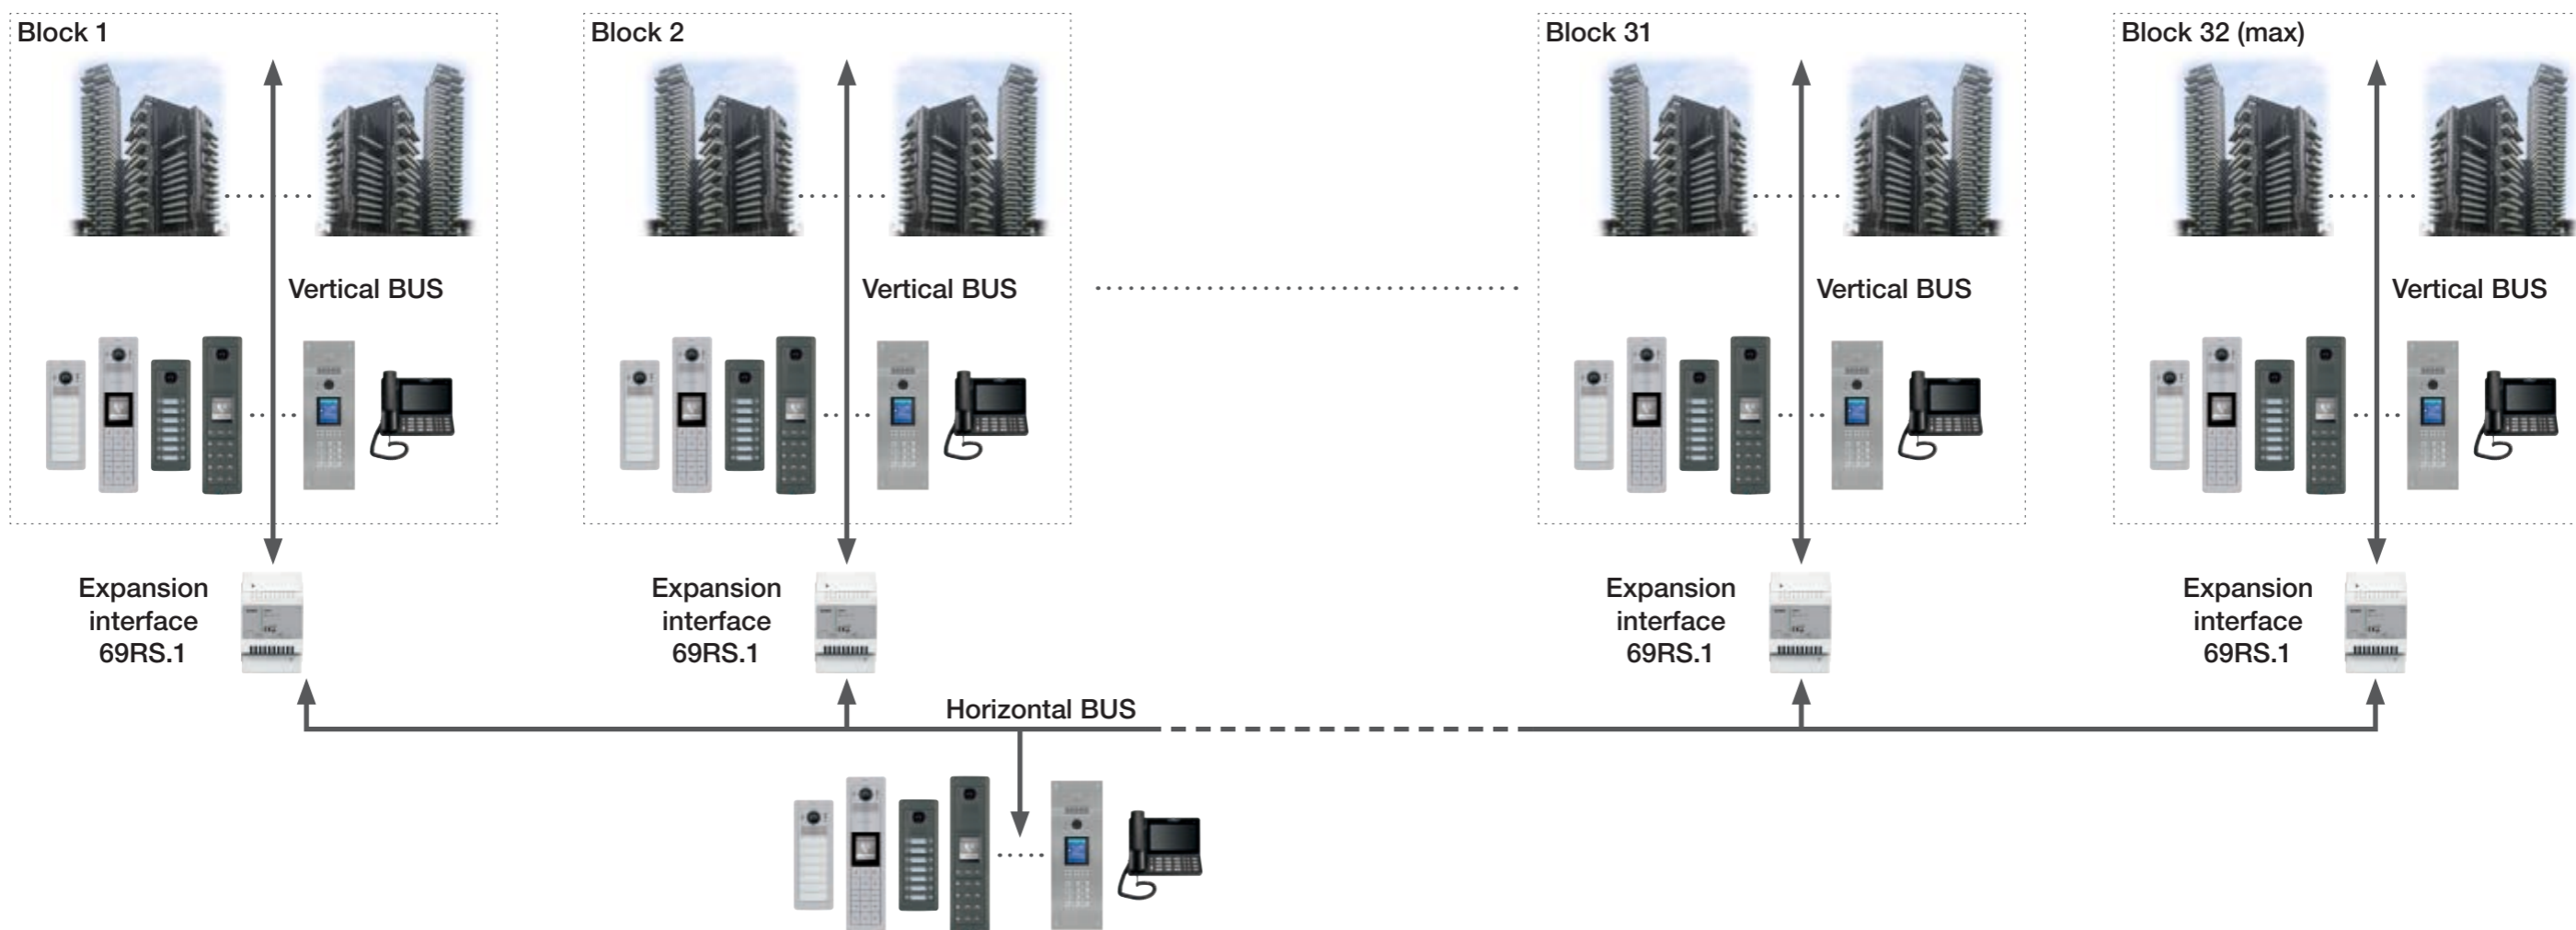 Block 1
Block 2
Block 31
Block 32 (max)
Vertical BUS
Vertical BUS
Vertical BUS
Vertical BUS
Expansion
interface
69RS.1
Expansion
interface
69RS.1
Expansion
interface
69RS.1
Expansion
interface
69RS.1
Horizontal BUS